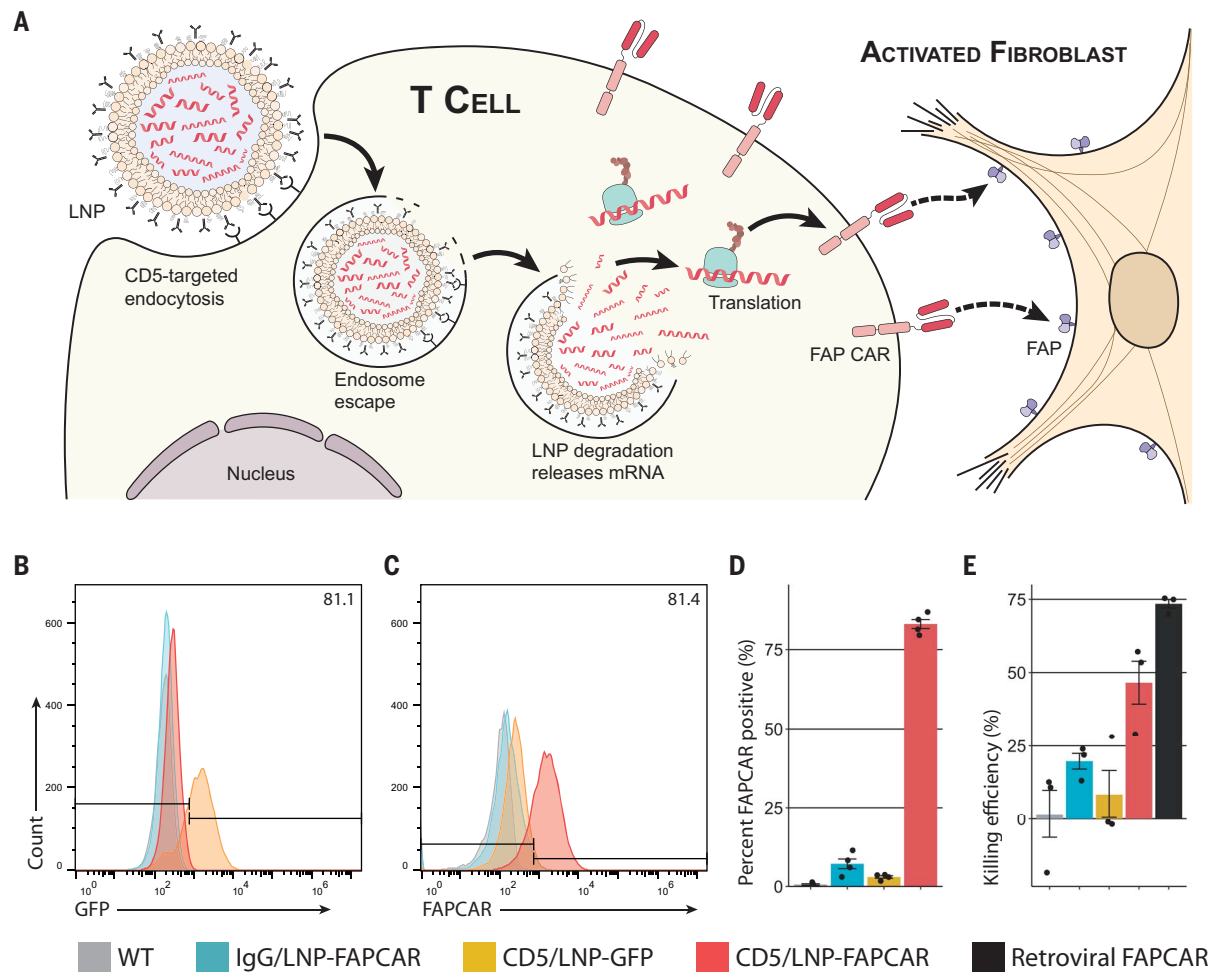 A
T CELL
ACTIVATED FIBROBLAST
LNP
CD5-targeted
endocytosis
Endosome
escape
Translation
FAP CAR
FAP
LNP degradation
releases mRNA
Nucleus
B
81.1
600
400
200
0
Count
10^0
10^2
10^4
10^6
GFP
C
81.4
600
400
200
0
10^0
10^2
10^4
10^6
FAPCAR
D
Percent FAPCAR positive (%)
75
50
25
0
E
Killing efficiency (%)
75
50
25
0
WT
IgG/LNP-FAPCAR
CD5/LNP-GFP
CD5/LNP-FAPCAR
Retroviral FAPCAR